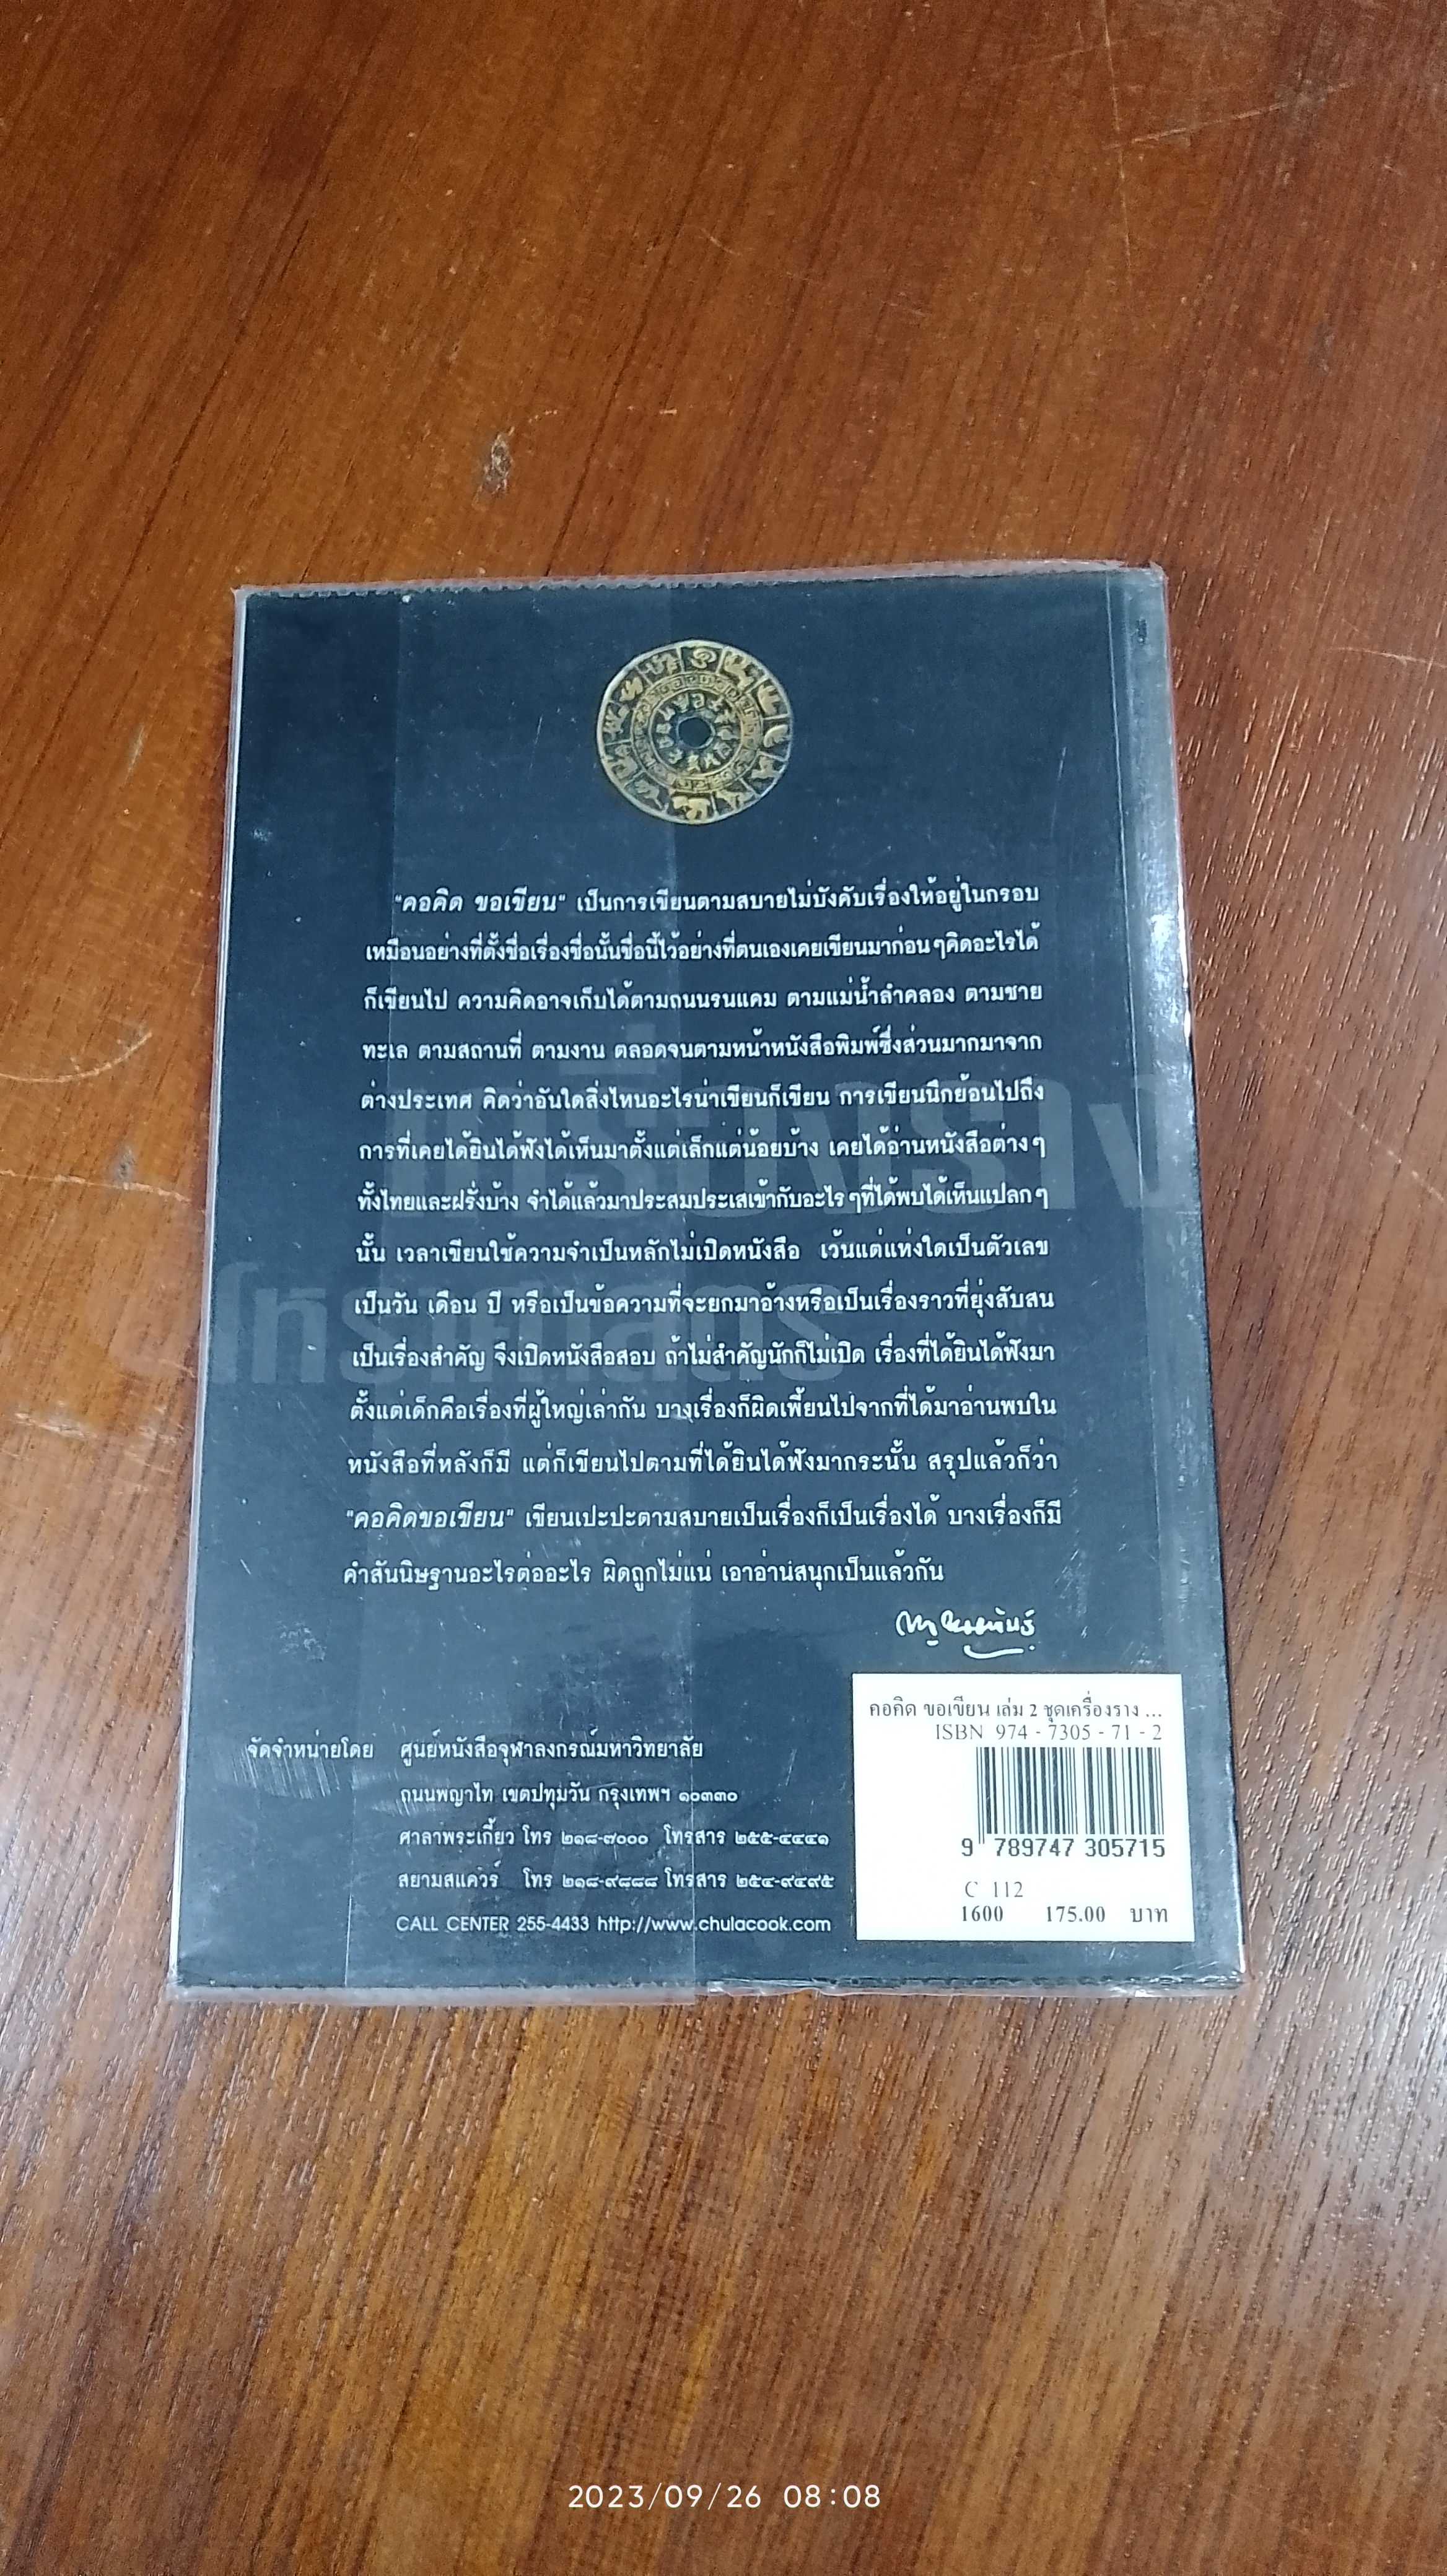 "คอคิด ขอเขียน" เป็นการเขียนตามสบายไม่บังคับเรื่องให้อยู่ในกรอบ
เหมือนอย่างที่ตั้งชื่อเรื่องชื่อนั้นชื่อนี้ไว้อย่างที่ตนเองเคยเขียนมาก่อนๆคิดอะไรได้
ก็เขียนไป ความคิดอาจเก็บได้ตามถนนรนแคม ตามแม่น้ำลำคลอง ตามชาย
ทะเล ตามสถานที่ ตามงาน ตลอดจนตามหน้าหนังสือพิมพ์ซึ่งส่วนมากมาจาก
ต่างประเทศ คิดว่าอันใดสิ่งไหนอะไรน่าเขียนก็เขียน การเขียนนึกย้อนไปถึง
การที่เคยได้ยินได้ฟังได้เห็นมาตั้งแต่เล็กแต่น้อยบ้าง เคยได้อ่านหนังสือต่างๆ
ทั้งไทยและฝรั่งบ้าง จำได้แล้วมาประสมประเสเข้ากับอะไรๆที่ได้พบได้เห็นแปลกๆ
นั้น เวลาเขียนใช้ความจำเป็นหลักไม่เปิดหนังสือ เว้นแต่แห่งใดเป็นตัวเลข
เป็นวัน เดือน ปี หรือเป็นข้อความที่จะยกมาอ้างหรือเป็นเรื่องราวที่ยุ่งสับสน
เป็นเรื่องสำคัญ จึงเปิดหนังสือสอบ ถ้าไม่สำคัญนักก็ไม่เปิด เรื่องที่ได้ยินได้ฟังมา
ตั้งแต่เด็กคือเรื่องที่ผู้ใหญ่เล่ากัน บางเรื่องก็ผิดเพี้ยนไปจากที่ได้มาอ่านพบใน
หนังสือทีหลังก็มี แต่ก็เขียนไปตามที่ได้ยินได้ฟังมากระนั้น สรุปแล้วก็ว่า
"คอคิดขอเขียน" เขียนเปะปะตามสบายเป็นเรื่องก็เป็นเรื่องได้ บางเรื่องก็มี
คำสันนิษฐานอะไรต่ออะไร ผิดถูกไม่แน่ เอาอ่านสนุกเป็นแล้วกัน
คอคิด ขอเขียน เล่ม 2 ชุดเครื่องราง ...
ISBN 974 - 7305 - 71 - 2
9 789747 305715
C 112
1600 175.00 บาท
จัดจำหน่ายโดย ศูนย์หนังสือจุฬาลงกรณ์มหาวิทยาลัย
ถนนพญาไท เขตปทุมวัน กรุงเทพฯ ๑๐๓๓๐
ศาลาพระเกี้ยว โทร ๒๑๘-๗๐๐๐ โทรสาร ๒๕๕-๔๔๔๑
สยามสแควร์ โทร ๒๑๘-๙๘๘๘ โทรสาร ๒๕๔-๙๔๙๕
CALL CENTER 255-4433 http://www.chulacook.com
2023/09/26 08:08